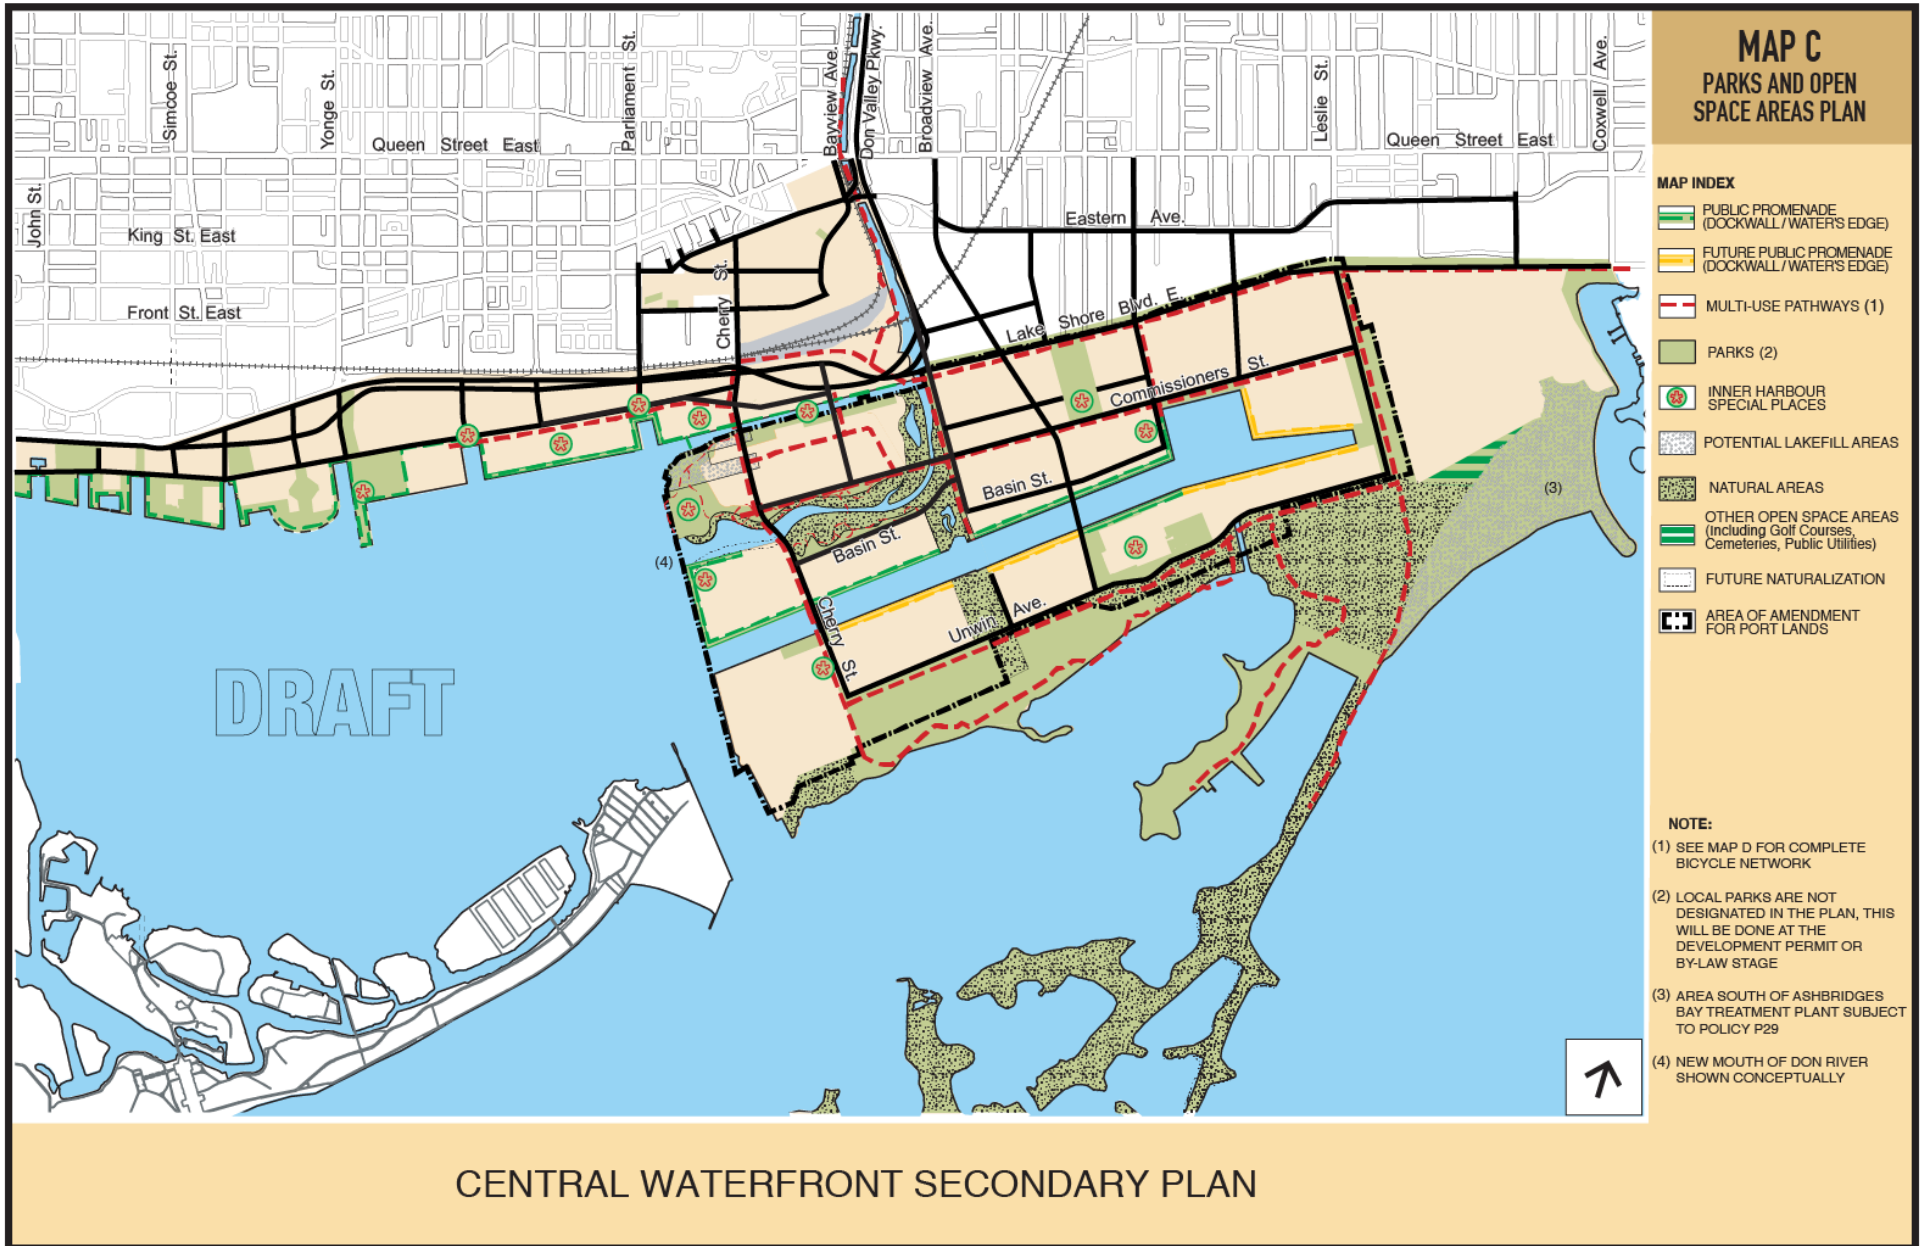 MAP C
PARKS AND OPEN
SPACE AREAS PLAN
MAP INDEX
PUBLIC PROMENADE
(DOCKWALL / WATER'S EDGE)
FUTURE PUBLIC PROMENADE
(DOCKWALL / WATER'S EDGE)
MULTI-USE PATHWAYS (1)
PARKS (2)
INNER HARBOUR
SPECIAL PLACES
POTENTIAL LAKEFILL AREAS
NATURAL AREAS
OTHER OPEN SPACE AREAS
(Including Golf Courses,
Cemeteries, Public Utilities)
FUTURE NATURALIZATION
AREA OF AMENDMENT
FOR PORT LANDS
NOTE:
(1) SEE MAP D FOR COMPLETE
BICYCLE NETWORK
(2) LOCAL PARKS ARE NOT
DESIGNATED IN THE PLAN, THIS
WILL BE DONE AT THE
DEVELOPMENT PERMIT OR
BY-LAW STAGE
(3) AREA SOUTH OF ASHBRIDGES
BAY TREATMENT PLANT SUBJECT
TO POLICY P29
(4) NEW MOUTH OF DON RIVER
SHOWN CONCEPTUALLY
John St.
Simcoe St.
Yonge St.
Parliament St.
Bayview Ave.
Don Valley Pkwy.
Broadview Ave.
Leslie St.
Coxwell Ave.
Queen Street East
Queen Street East
King St. East
Eastern Ave.
Front St. East
Cherry St.
Lake Shore Blvd. E.
Commissioners St.
Basin St.
Basin St.
(3)
(4)
Cherry St.
Unwin Ave.
DRAFT
CENTRAL WATERFRONT SECONDARY PLAN